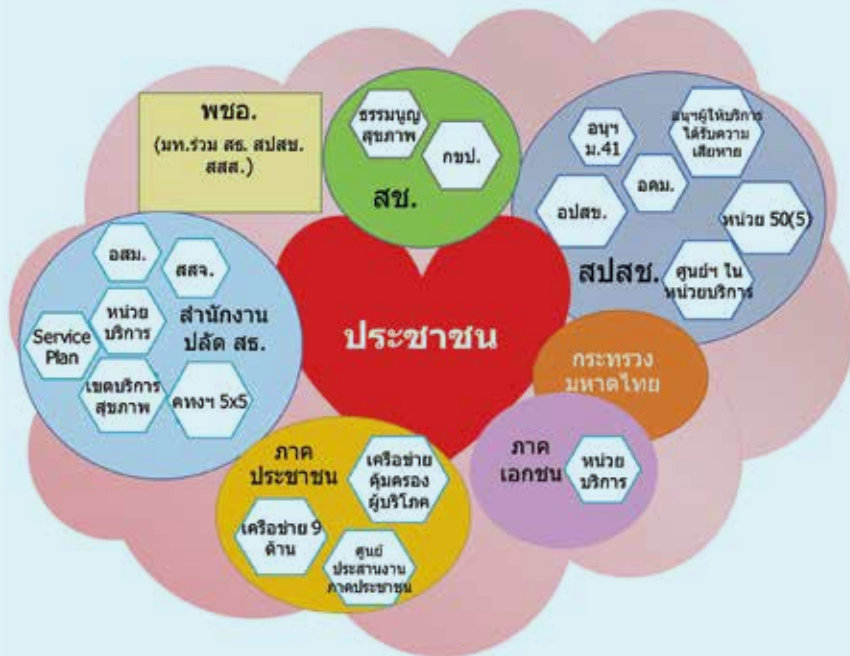 พชอ.
(มท.ร่วม สธ. สปสช.
สสส.)
ธรรมนูญ
สุขภาพ
กขป.
สช.
อนุฯ
ม.41
อนุฯผู้ให้บริการ
ได้รับความ
เสียหาย
อคม.
อปสข.
หน่วย 50(5)
ศูนย์ฯ ใน
หน่วยบริการ
สปสช.
อสม.
สสจ.
หน่วย
บริการ
สำนักงาน
ปลัด สธ.
Service
Plan
เขตบริการ
สุขภาพ
คทงฯ 5x5
ประชาชน
กระทรวง
มหาดไทย
ภาค
เอกชน
หน่วย
บริการ
ภาค
ประชาชน
เครือข่าย
คุ้มครอง
ผู้บริโภค
เครือข่าย 9
ด้าน
ศูนย์
ประสานงาน
ภาคประชาชน